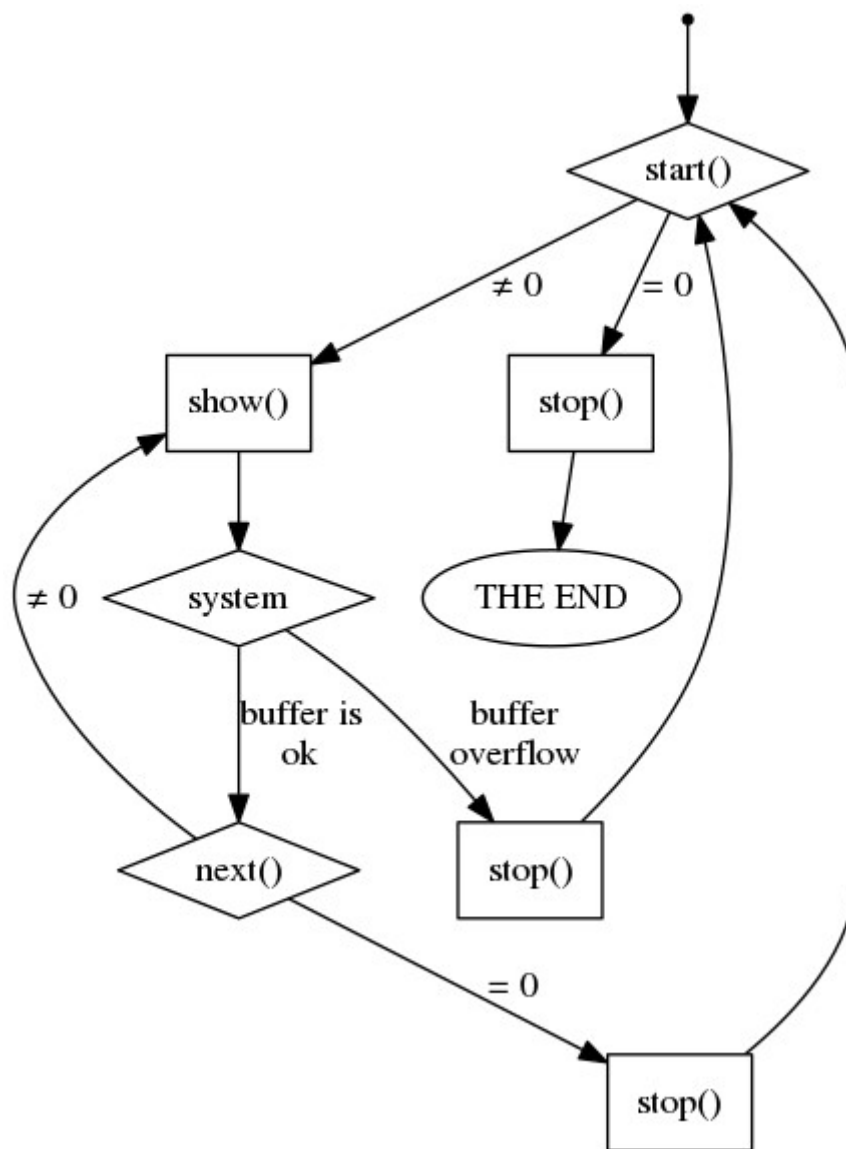 start()
≠ 0
= 0
show()
stop()
≠ 0
system
THE END
buffer is
ok
buffer
overflow
next()
stop()
= 0
stop()